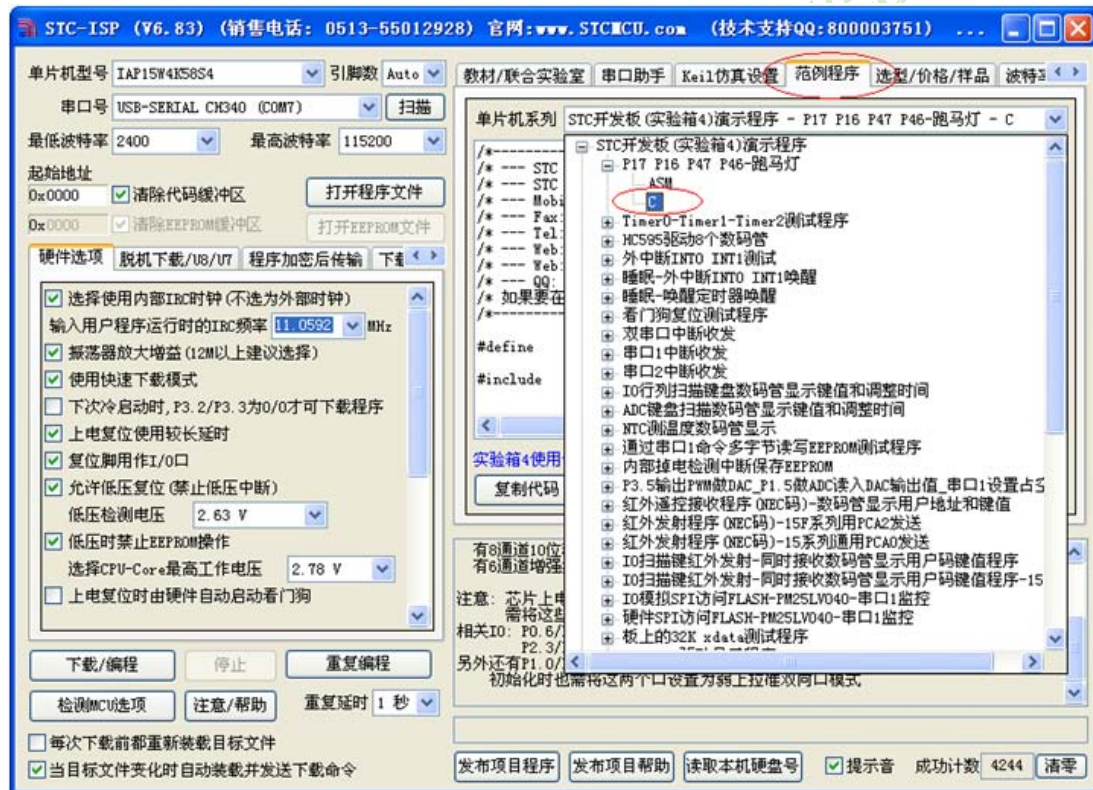 STC-ISP (V6.83) (销售电话: 0513-55012928) 官网:www.STCMCU.com (技术支持QQ:800003751) ...
单片机型号 IAP15W4K58S4 引脚数 Auto
串口号 USB-SERIAL CH340 (COM7) 扫描
最低波特率 2400 最高波特率 115200
起始地址
0x0000 清除代码缓冲区 打开程序文件
0x0000 清除EEPROM缓冲区 打开EEPROM文件
硬件选项 脱机下载/U8/U7 程序加密后传输
选择使用内部IRC时钟(不选为外部时钟)
输入用户程序运行时的IRC频率 11.0592 MHz
振荡器放大增益(12M以上建议选择)
使用快速下载模式
下次冷启动时,P3.2/P3.3为0/0才可下载程序
上电复位使用较长延时
复位脚用作I/O口
允许低压复位(禁止低压中断)
低压检测电压 2.63 V
低压时禁止EEPROM操作
选择CPU-Core最高工作电压 2.78 V
上电复位时由硬件自动启动看门狗
下载/编程 停止 重复编程
检测MCU选项 注意/帮助 重复延时 1 秒
每次下载前都重新装载目标文件
当目标文件变化时自动装载并发送下载命令
教材/联合实验室 串口助手 Keil仿真设置 范例程序 选型/价格/样品 波特率
单片机系列 STC开发板(实验箱4)演示程序 - P17 P16 P47 P46-跑马灯 - C
/*---------
/* --- STC
/* --- STC
/* --- Mobi
/* --- Fax:
/* --- Tel:
/* --- Web:
/* --- Web:
/* --- QQ:
/* 如果要在
/*---------
#define
#include
实验箱4使用
复制代码
STC开发板(实验箱4)演示程序
P17 P16 P47 P46-跑马灯
ASM
C
Timer0-Timer1-Timer2测试程序
HC595驱动8个数码管
外中断INT0 INT1测试
睡眠-外中断INT0 INT1唤醒
睡眠-唤醒定时器唤醒
看门狗复位测试程序
双串口中断收发
串口1中断收发
串口2中断收发
IO行列扫描键盘数码管显示键值和调整时间
ADC键盘扫描数码管显示键值和调整时间
NTC测温度数码管显示
通过串口1命令多字节读写EEPROM测试程序
内部掉电检测中断保存EEPROM
P3.5输出PWM做DAC_P1.5做ADC读入DAC输出值_串口1设置占空
红外遥控接收程序(NEC码)-数码管显示用户地址和键值
红外发射程序(NEC码)-15F系列用PCA2发送
红外发射程序(NEC码)-15系列通用PCA0发送
IO扫描键红外发射-同时接收数码管显示用户码键值程序
IO扫描键红外发射-同时接收数码管显示用户码键值程序-15
IO模拟SPI访问FLASH-PM25LV040-串口1监控
硬件SPI访问FLASH-PM25LV040-串口1监控
板上的32K xdata测试程序
有8通道10位
有6通道增强
注意: 芯片上电
需将这些
相关IO: P0.6/
P2.3/
另外还有P1.0/
初始化时也需将这两个口设置为弱上拉准双向口模式
发布项目程序 发布项目帮助 读取本机硬盘号 提示音 成功计数 4244 清零